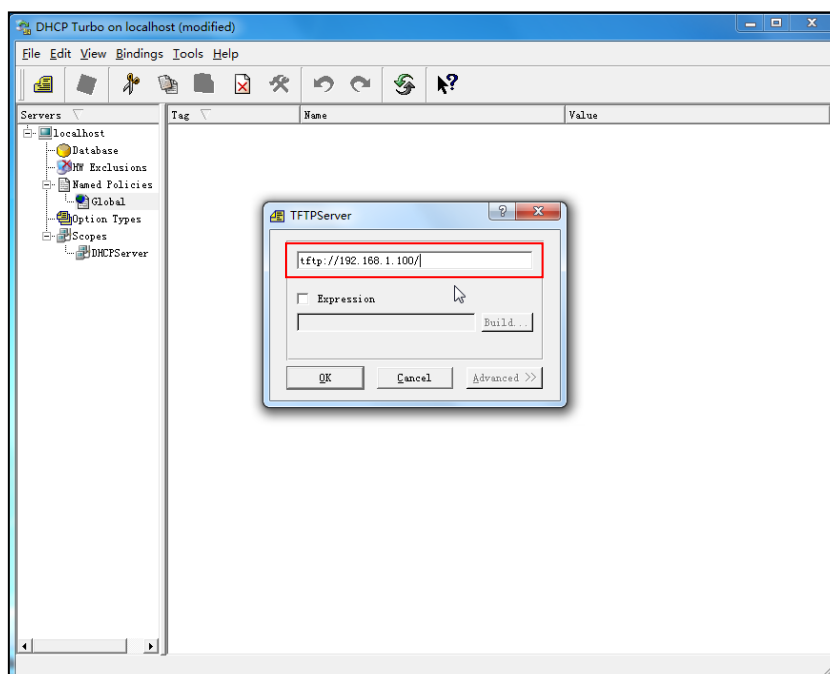 DHCP Turbo on localhost (modified)
File Edit View Bindings Tools Help
Servers
Tag
Name
Value
localhost
Database
HW Exclusions
Named Policies
Global
Option Types
Scopes
DHCPServer
TFTPServer
tftp://192.168.1.100/
Expression
Build...
OK
Cancel
Advanced >>